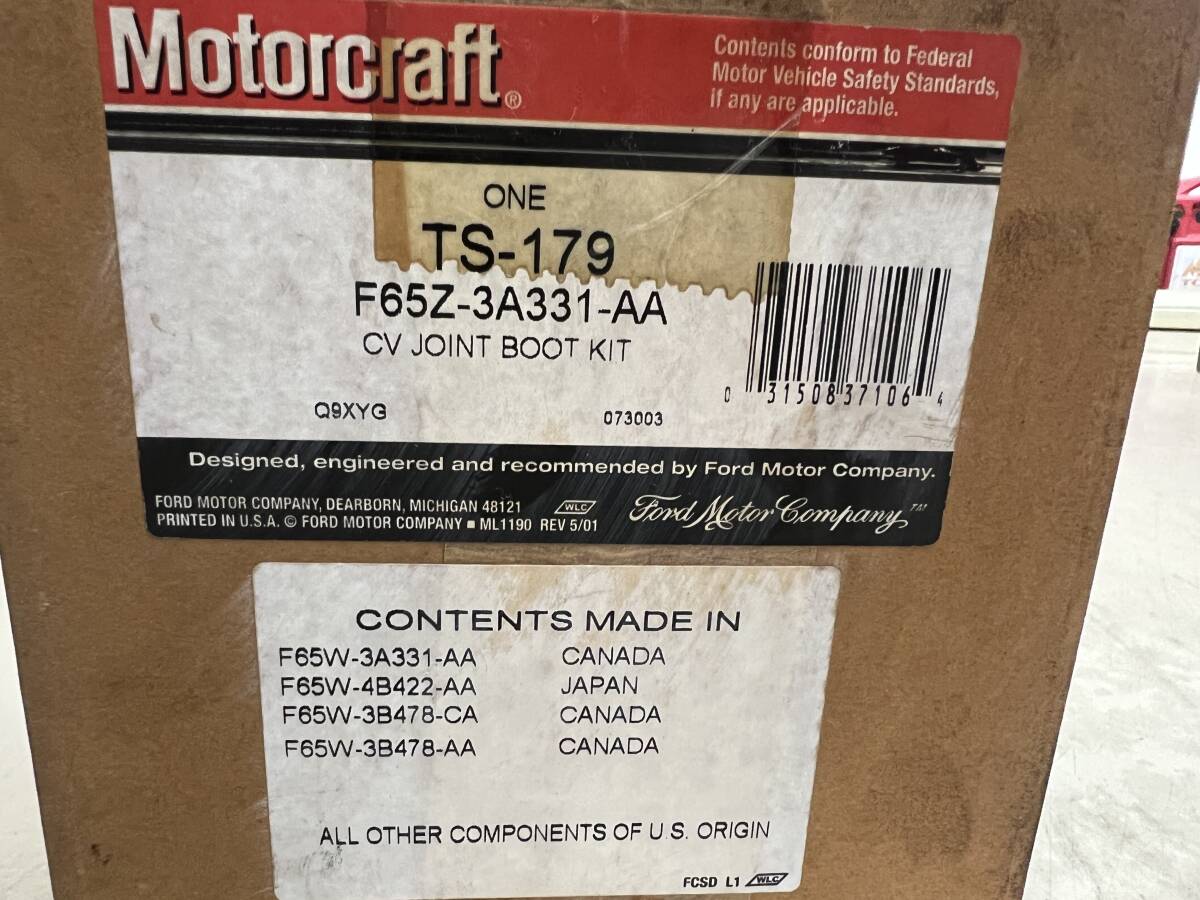 Motorcraft®
Contents conform to Federal
Motor Vehicle Safety Standards,
if any are applicable.
ONE
TS-179
F65Z-3A331-AA
CV JOINT BOOT KIT
0 31508 37106 4
Q9XYG 073003
Designed, engineered and recommended by Ford Motor Company.
FORD MOTOR COMPANY, DEARBORN, MICHIGAN 48121 WLC
PRINTED IN U.S.A. © FORD MOTOR COMPANY ■ ML1190 REV 5/01
Ford Motor Company,™
CONTENTS MADE IN
F65W-3A331-AA CANADA
F65W-4B422-AA JAPAN
F65W-3B478-CA CANADA
F65W-3B478-AA CANADA
ALL OTHER COMPONENTS OF U.S. ORIGIN
FCSD L1 WLC